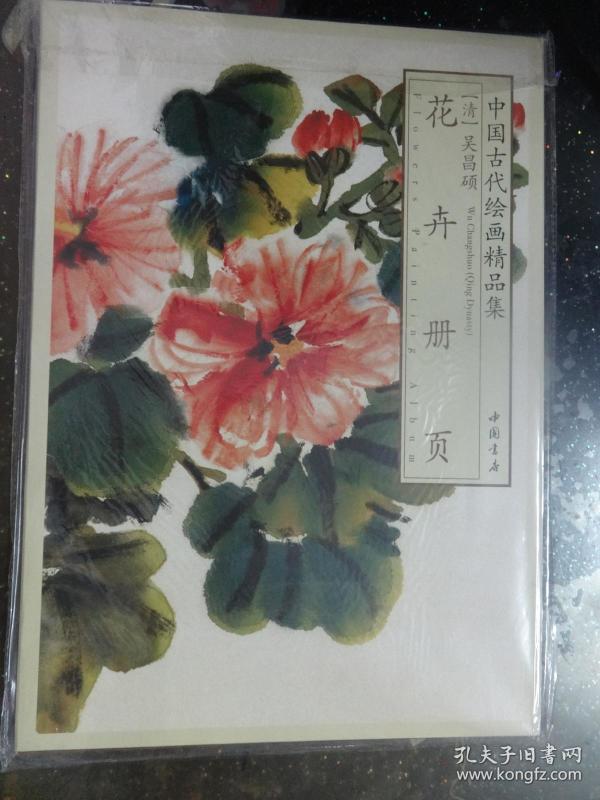 中国古代绘画精品集
[清]吴昌硕
Wu Changshuo (Qing Dynasty)
花卉册页
Flowers Painting Album
中国书店
孔夫子旧书网
www.kongfz.com